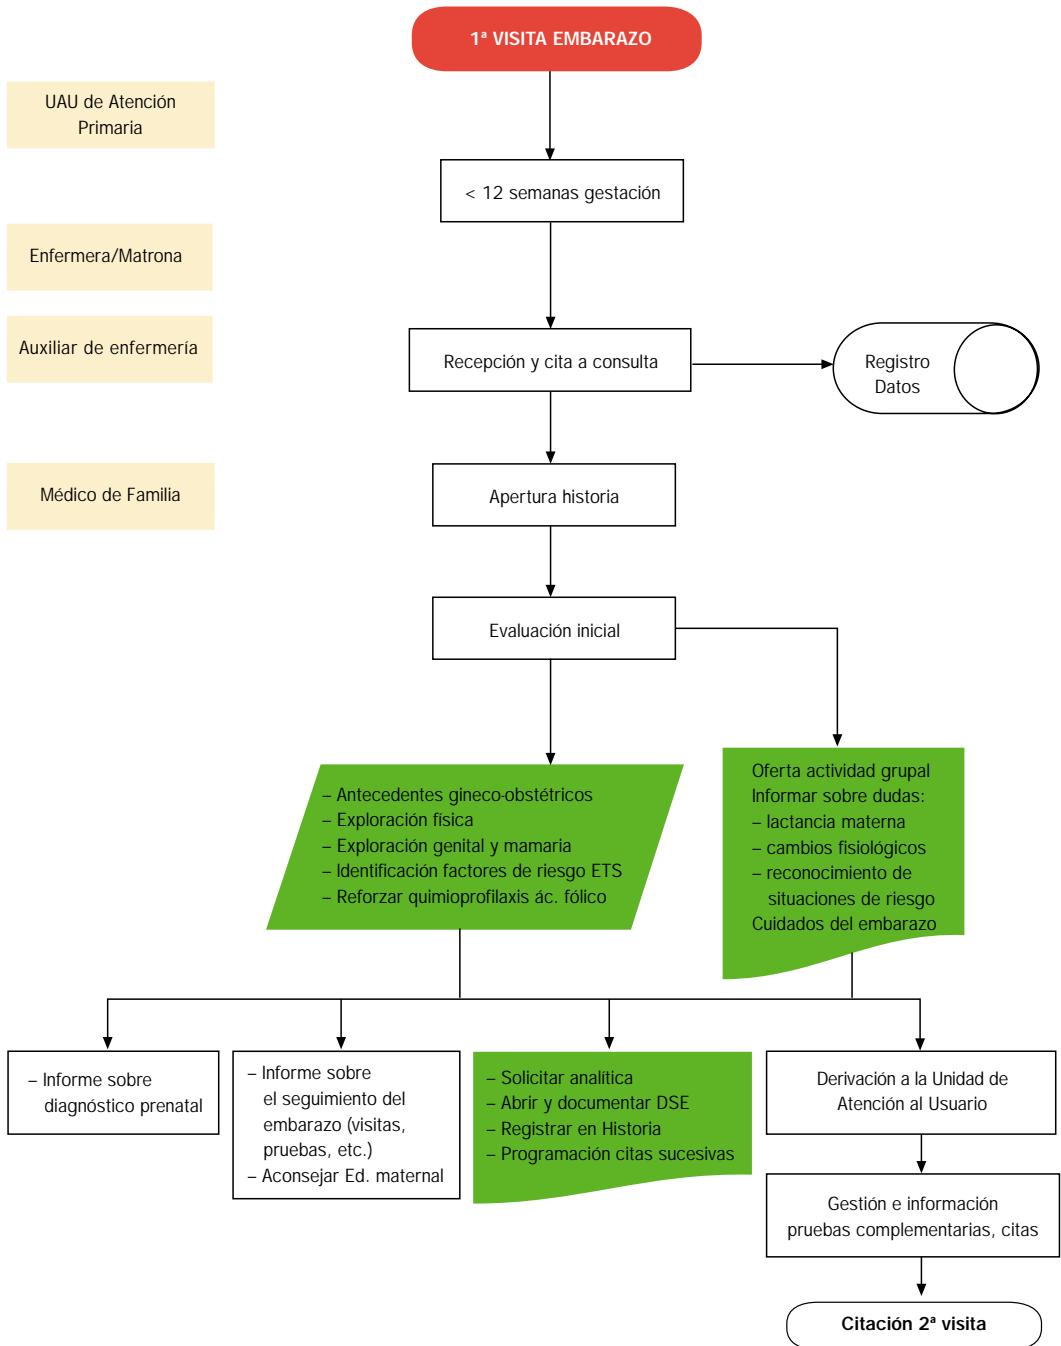 1ª VISITA EMBARAZO
UAU de Atención
Primaria
< 12 semanas gestación
Enfermera/Matrona
Auxiliar de enfermería
Recepción y cita a consulta
Registro
Datos
Médico de Familia
Apertura historia
Evaluación inicial
– Antecedentes gineco-obstétricos
– Exploración física
– Exploración genital y mamaria
– Identificación factores de riesgo ETS
– Reforzar quimioprofilaxis ác. fólico
Oferta actividad grupal
Informar sobre dudas:
– lactancia materna
– cambios fisiológicos
– reconocimiento de
situaciones de riesgo
Cuidados del embarazo
– Informe sobre
diagnóstico prenatal
– Informe sobre
el seguimiento del
embarazo (visitas,
pruebas, etc.)
– Aconsejar Ed. maternal
– Solicitar analítica
– Abrir y documentar DSE
– Registrar en Historia
– Programación citas sucesivas
Derivación a la Unidad de
Atención al Usuario
Gestión e información
pruebas complementarias, citas
Citación 2ª visita